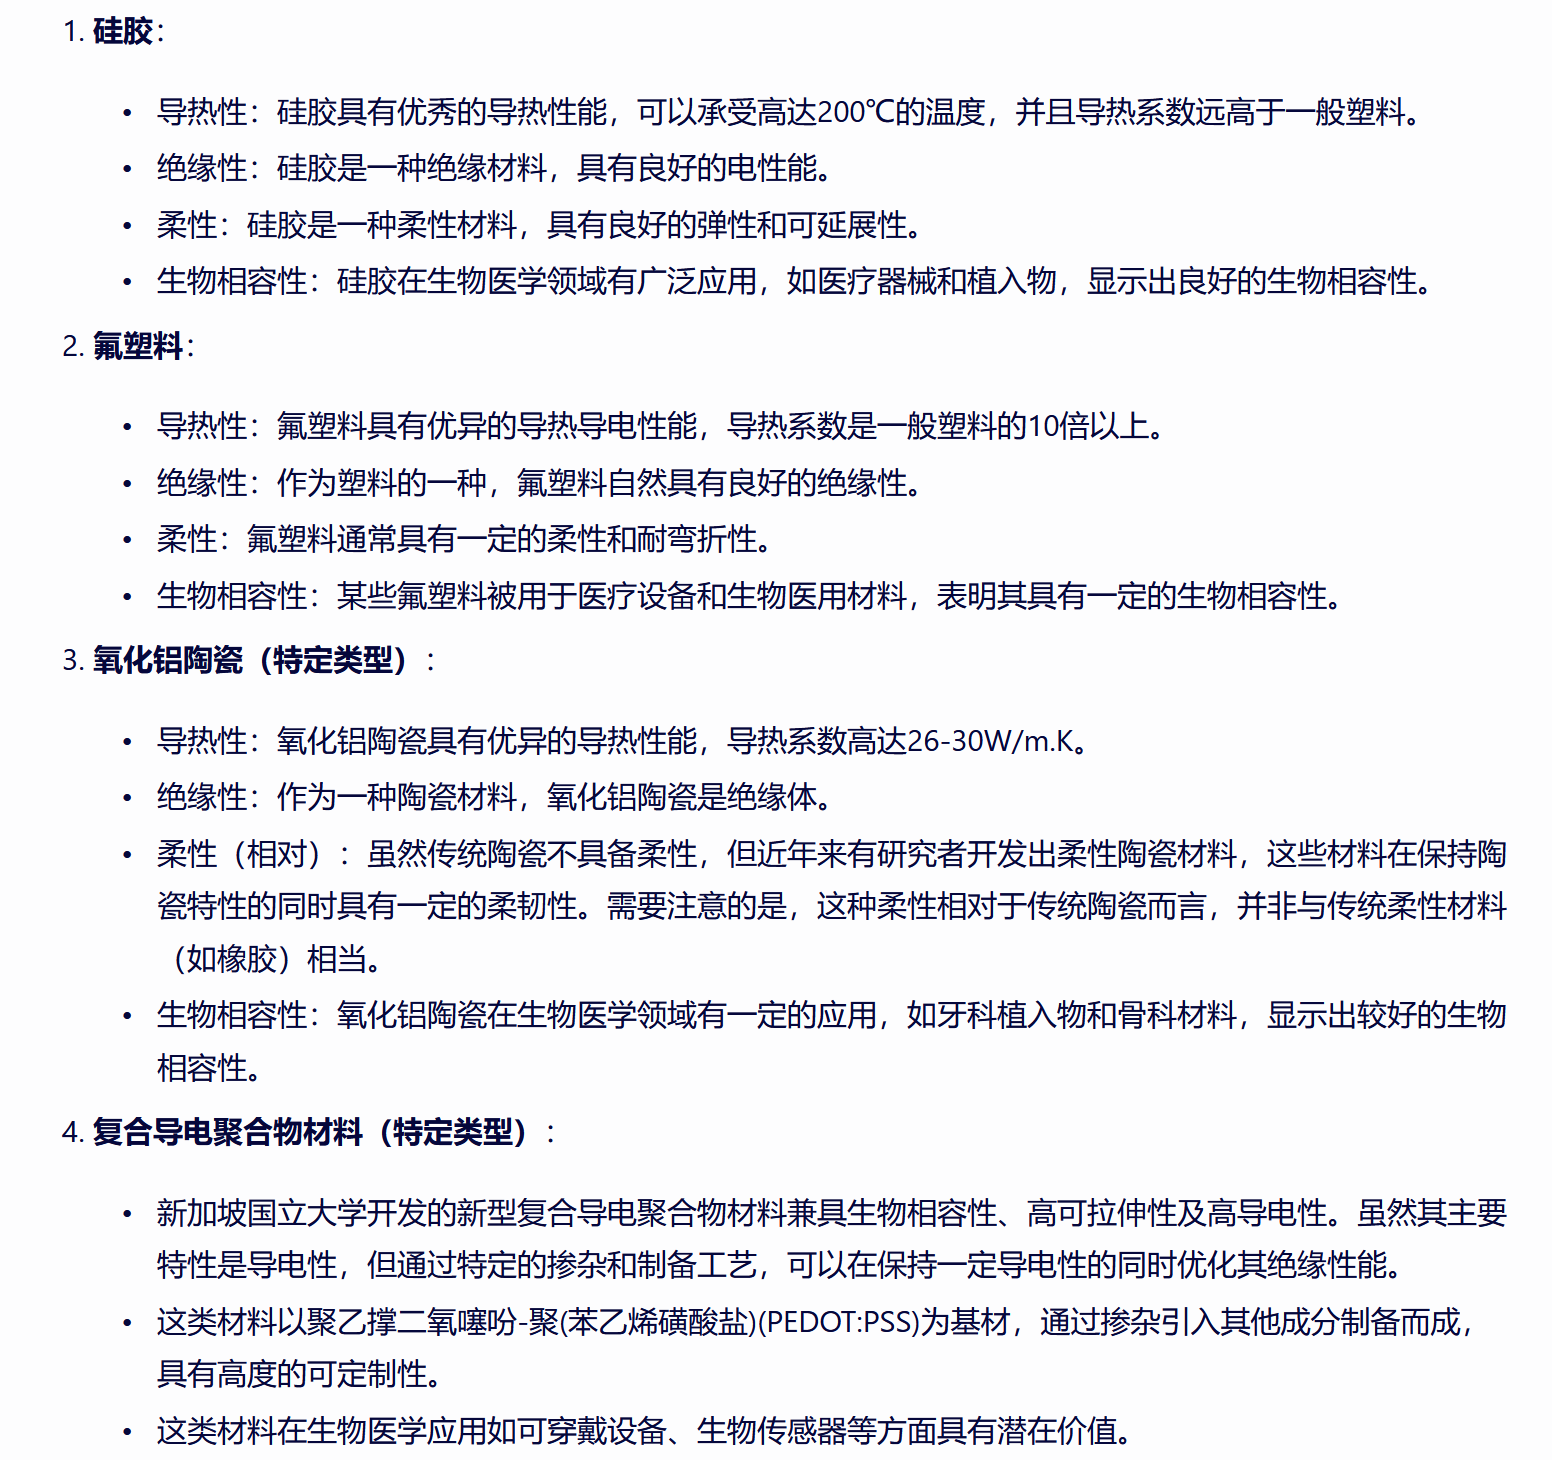 1. 硅胶：
• 导热性：硅胶具有优秀的导热性能，可以承受高达200℃的温度，并且导热系数远高于一般塑料。
• 绝缘性：硅胶是一种绝缘材料，具有良好的电性能。
• 柔性：硅胶是一种柔性材料，具有良好的弹性和可延展性。
• 生物相容性：硅胶在生物医学领域有广泛应用，如医疗器械和植入物，显示出良好的生物相容性。
2. 氟塑料：
• 导热性：氟塑料具有优异的导热导电性能，导热系数是一般塑料的10倍以上。
• 绝缘性：作为塑料的一种，氟塑料自然具有良好的绝缘性。
• 柔性：氟塑料通常具有一定的柔性和耐弯折性。
• 生物相容性：某些氟塑料被用于医疗设备和生物医用材料，表明其具有一定的生物相容性。
3. 氧化铝陶瓷（特定类型）：
• 导热性：氧化铝陶瓷具有优异的导热性能，导热系数高达26-30W/m.K。
• 绝缘性：作为一种陶瓷材料，氧化铝陶瓷是绝缘体。
• 柔性（相对）：虽然传统陶瓷不具备柔性，但近年来有研究者开发出柔性陶瓷材料，这些材料在保持陶
瓷特性的同时具有一定的柔韧性。需要注意的是，这种柔性相对于传统陶瓷而言，并非与传统柔性材料
（如橡胶）相当。
• 生物相容性：氧化铝陶瓷在生物医学领域有一定的应用，如牙科植入物和骨科材料，显示出较好的生物
相容性。
4. 复合导电聚合物材料（特定类型）：
• 新加坡国立大学开发的新型复合导电聚合物材料兼具生物相容性、高可拉伸性及高导电性。虽然其主要
特性是导电性，但通过特定的掺杂和制备工艺，可以在保持一定导电性的同时优化其绝缘性能。
• 这类材料以聚乙撑二氧噻吩-聚(苯乙烯磺酸盐)(PEDOT:PSS)为基材，通过掺杂引入其他成分制备而成，
具有高度的可定制性。
• 这类材料在生物医学应用如可穿戴设备、生物传感器等方面具有潜在价值。